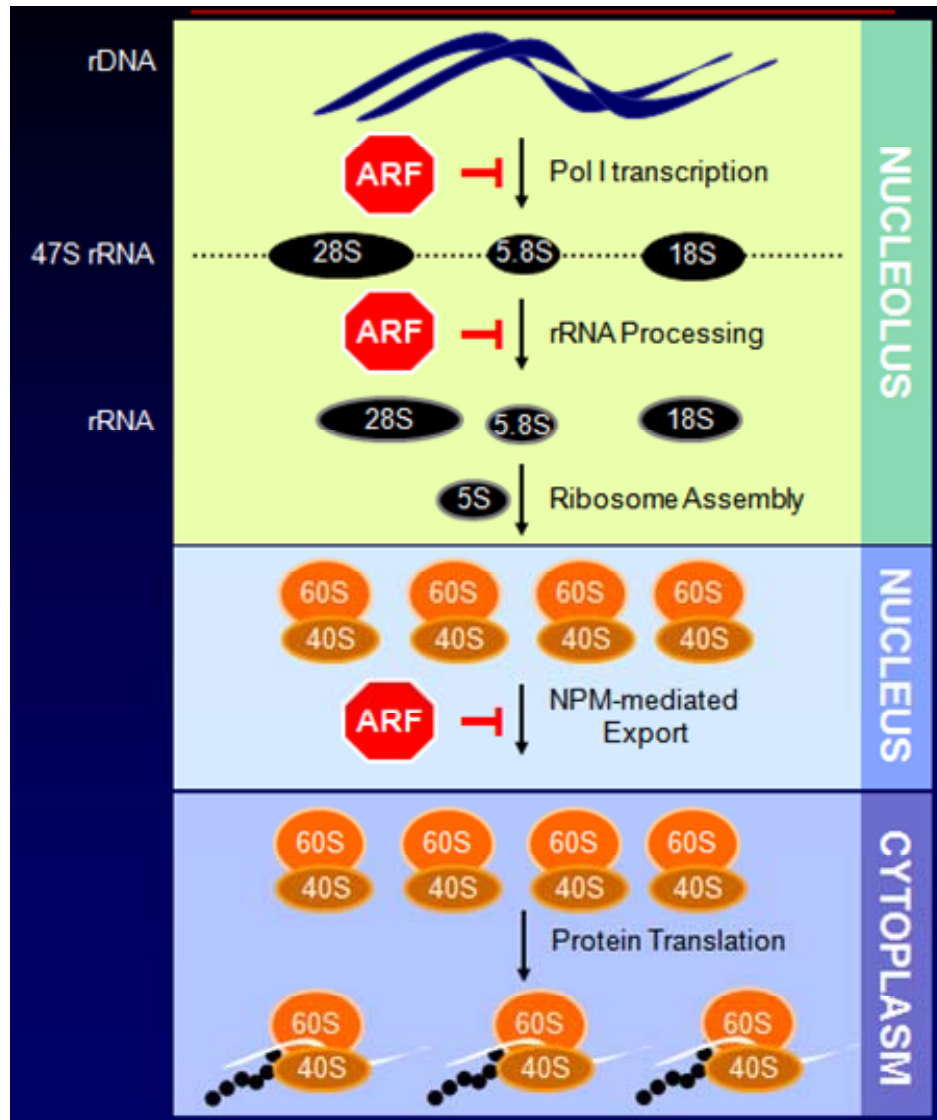 rDNA
ARF
Pol I transcription
47S rRNA
28S
5.8S
18S
ARF
rRNA Processing
rRNA
28S
5.8S
18S
5S
Ribosome Assembly
NUCLEOLUS
60S
60S
60S
60S
40S
40S
40S
40S
ARF
NPM-mediated
Export
NUCLEUS
60S
60S
60S
60S
40S
40S
40S
40S
Protein Translation
60S
60S
60S
40S
40S
40S
CYTOPLASM